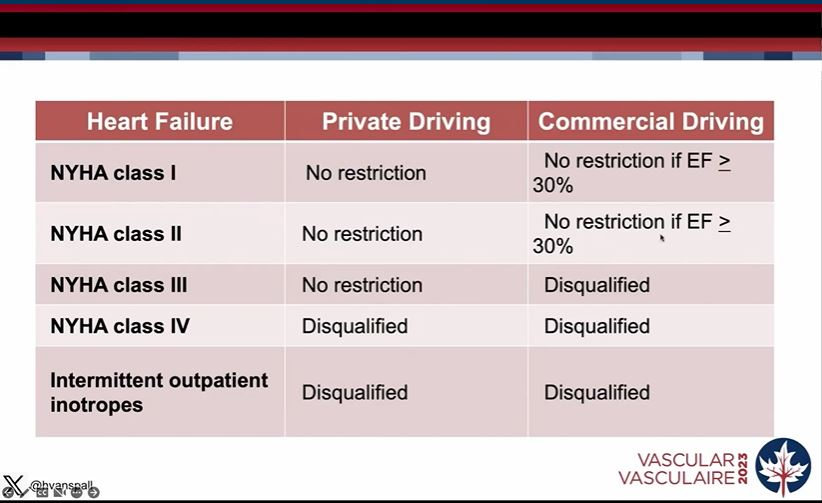 Heart Failure
Private Driving
Commercial Driving
NYHA class I
No restriction
No restriction if EF ≥
30%
NYHA class II
No restriction
No restriction if EF ≥
30%
NYHA class III
No restriction
Disqualified
NYHA class IV
Disqualified
Disqualified
Intermittent outpatient
inotropes
Disqualified
Disqualified
VASCULAR
VASCULAIRE
2023
@hvanspall